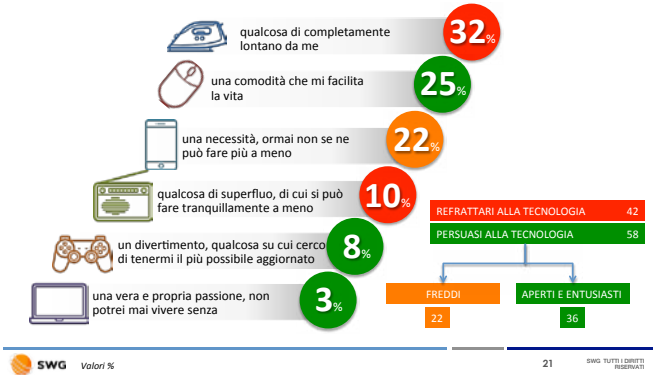 qualcosa di completamente
lontano da me
32%
una comodità che mi facilita
la vita
25%
una necessità, ormai non se ne
può fare più a meno
22%
qualcosa di superfluo, di cui si può
fare tranquillamente a meno
10%
un divertimento, qualcosa su cui cerco
di tenermi il più possibile aggiornato
8%
una vera e propria passione, non
potrei mai vivere senza
3%
REFRATTARI ALLA TECNOLOGIA 42
PERSUASI ALLA TECNOLOGIA 58
FREDDI
22
APERTI E ENTUSIASTI
36
SWG
Valori %
21
SWG TUTTI I DIRITTI
RISERVATI